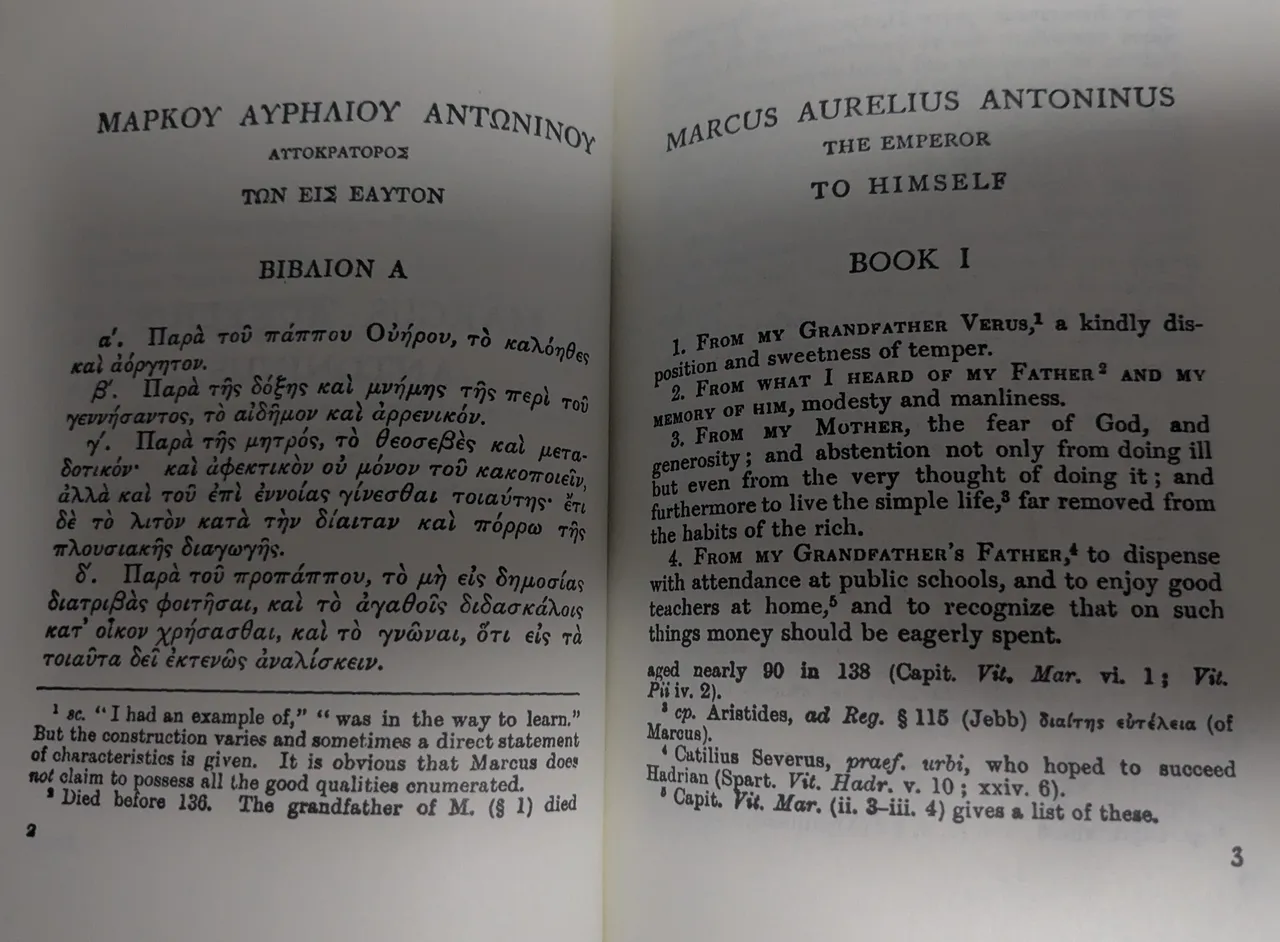 ΜΑΡΚΟΥ ΑΥΡΗΛΙΟΥ ΑΝΤΩΝΙΝΟΥ
ΑΥΤΟΚΡΑΤΟΡΟΣ
ΤΩΝ ΕΙΣ ΕΑΥΤΟΝ
ΒΙΒΛΙΟΝ Α
α΄. Παρὰ τοῦ πάππου Οὐήρου, τὸ καλόηθες
καὶ ἀόργητον.
β΄. Παρὰ τῆς δόξης καὶ μνήμης τῆς περὶ τοῦ
γεννήσαντος, τὸ αἰδῆμον καὶ ἀρρενικόν.
γ΄. Παρὰ τῆς μητρός, τὸ θεοσεβὲς καὶ μετα-
δοτικόν· καὶ ἀφεκτικὸν οὐ μόνον τοῦ κακοποιεῖν,
ἀλλὰ καὶ τοῦ ἐπὶ ἐννοίας γίνεσθαι τοιαύτης· ἔτι
δὲ τὸ λιτὸν κατὰ τὴν δίαιταν καὶ πόρρω τῆς
πλουσιακῆς διαγωγῆς.
δ΄. Παρὰ τοῦ προπάππου, τὸ μὴ εἰς δημοσίας
διατριβὰς φοιτῆσαι, καὶ τὸ ἀγαθοῖς διδασκάλοις
κατ᾽ οἶκον χρήσασθαι, καὶ τὸ γνῶναι, ὅτι εἰς τὰ
τοιαῦτα δεῖ ἐκτενῶς ἀναλίσκειν.
¹ sc. “I had an example of,” “was in the way to learn.”
But the construction varies and sometimes a direct statement
of characteristics is given. It is obvious that Marcus does
not claim to possess all the good qualities enumerated.
² Died before 136. The grandfather of M. (§ 1) died
2
MARCUS AURELIUS ANTONINUS
THE EMPEROR
TO HIMSELF
BOOK I
1. From my Grandfather Verus,¹ a kindly dis-
position and sweetness of temper.
2. From what I heard of my Father² and my
memory of him, modesty and manliness.
3. From my Mother, the fear of God, and
generosity; and abstention not only from doing ill
but even from the very thought of doing it; and
furthermore to live the simple life,³ far removed from
the habits of the rich.
4. From my Grandfather's Father,⁴ to dispense
with attendance at public schools, and to enjoy good
teachers at home,⁵ and to recognize that on such
things money should be eagerly spent.
aged nearly 90 in 138 (Capit. Vit. Mar. vi. 1; Vit.
Pii iv. 2).
³ cp. Aristides, ad Reg. § 115 (Jebb) διαίτης εὐτέλεια (of
Marcus).
⁴ Catilius Severus, praef. urbi, who hoped to succeed
Hadrian (Spart. Vit. Hadr. v. 10; xxiv. 6).
⁵ Capit. Vit. Mar. (ii. 3–iii. 4) gives a list of these.
3